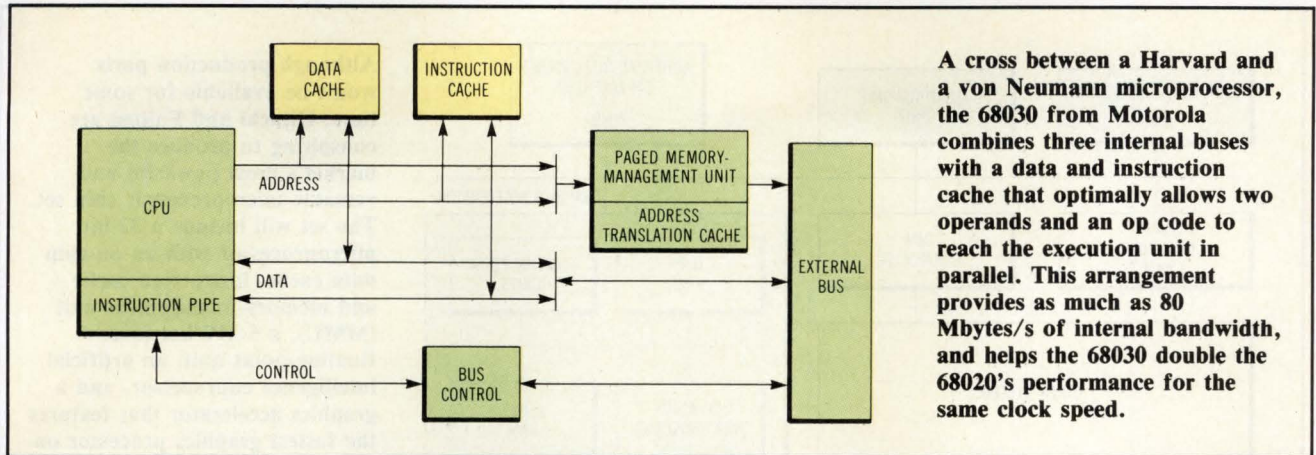 DATA
CACHE
INSTRUCTION
CACHE
ADDRESS
CPU
DATA
INSTRUCTION PIPE
CONTROL
BUS
CONTROL
PAGED MEMORY-
MANAGEMENT UNIT
ADDRESS
TRANSLATION CACHE
EXTERNAL
BUS
A cross between a Harvard and
a von Neumann microprocessor,
the 68030 from Motorola
combines three internal buses
with a data and instruction
cache that optimally allows two
operands and an op code to
reach the execution unit in
parallel. This arrangement
provides as much as 80
Mbytes/s of internal bandwidth,
and helps the 68030 double the
68020's performance for the
same clock speed.